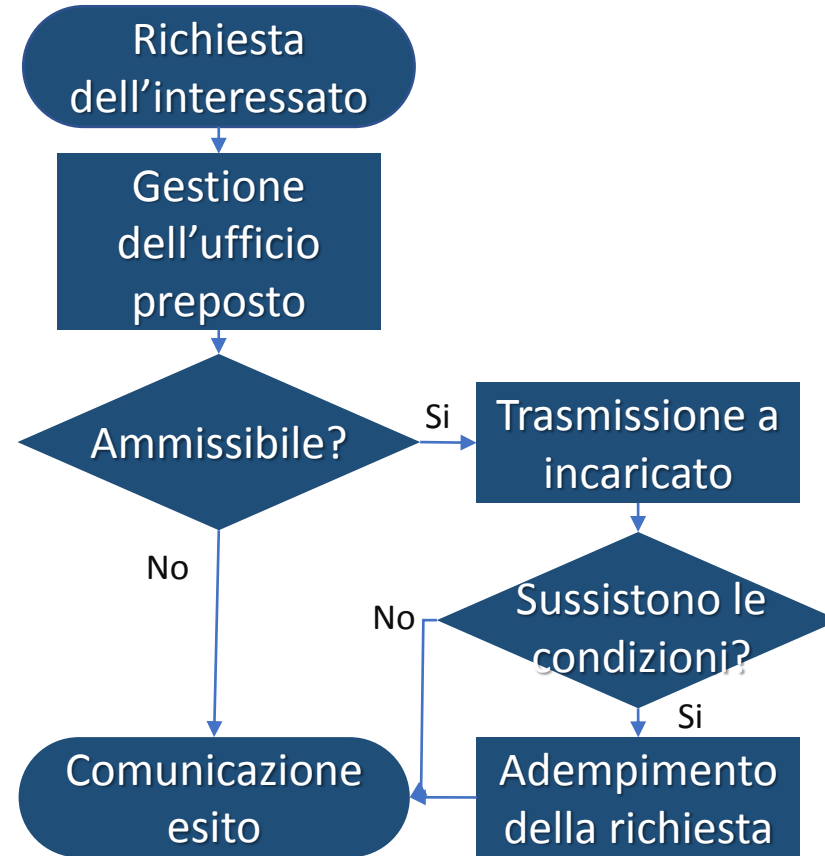 Richiesta
dell’interessato
Gestione
dell’ufficio
preposto
Ammissibile?
Si
Trasmissione a
incaricato
No
No
Sussistono le
condizioni?
Si
Comunicazione
esito
Adempimento
della richiesta